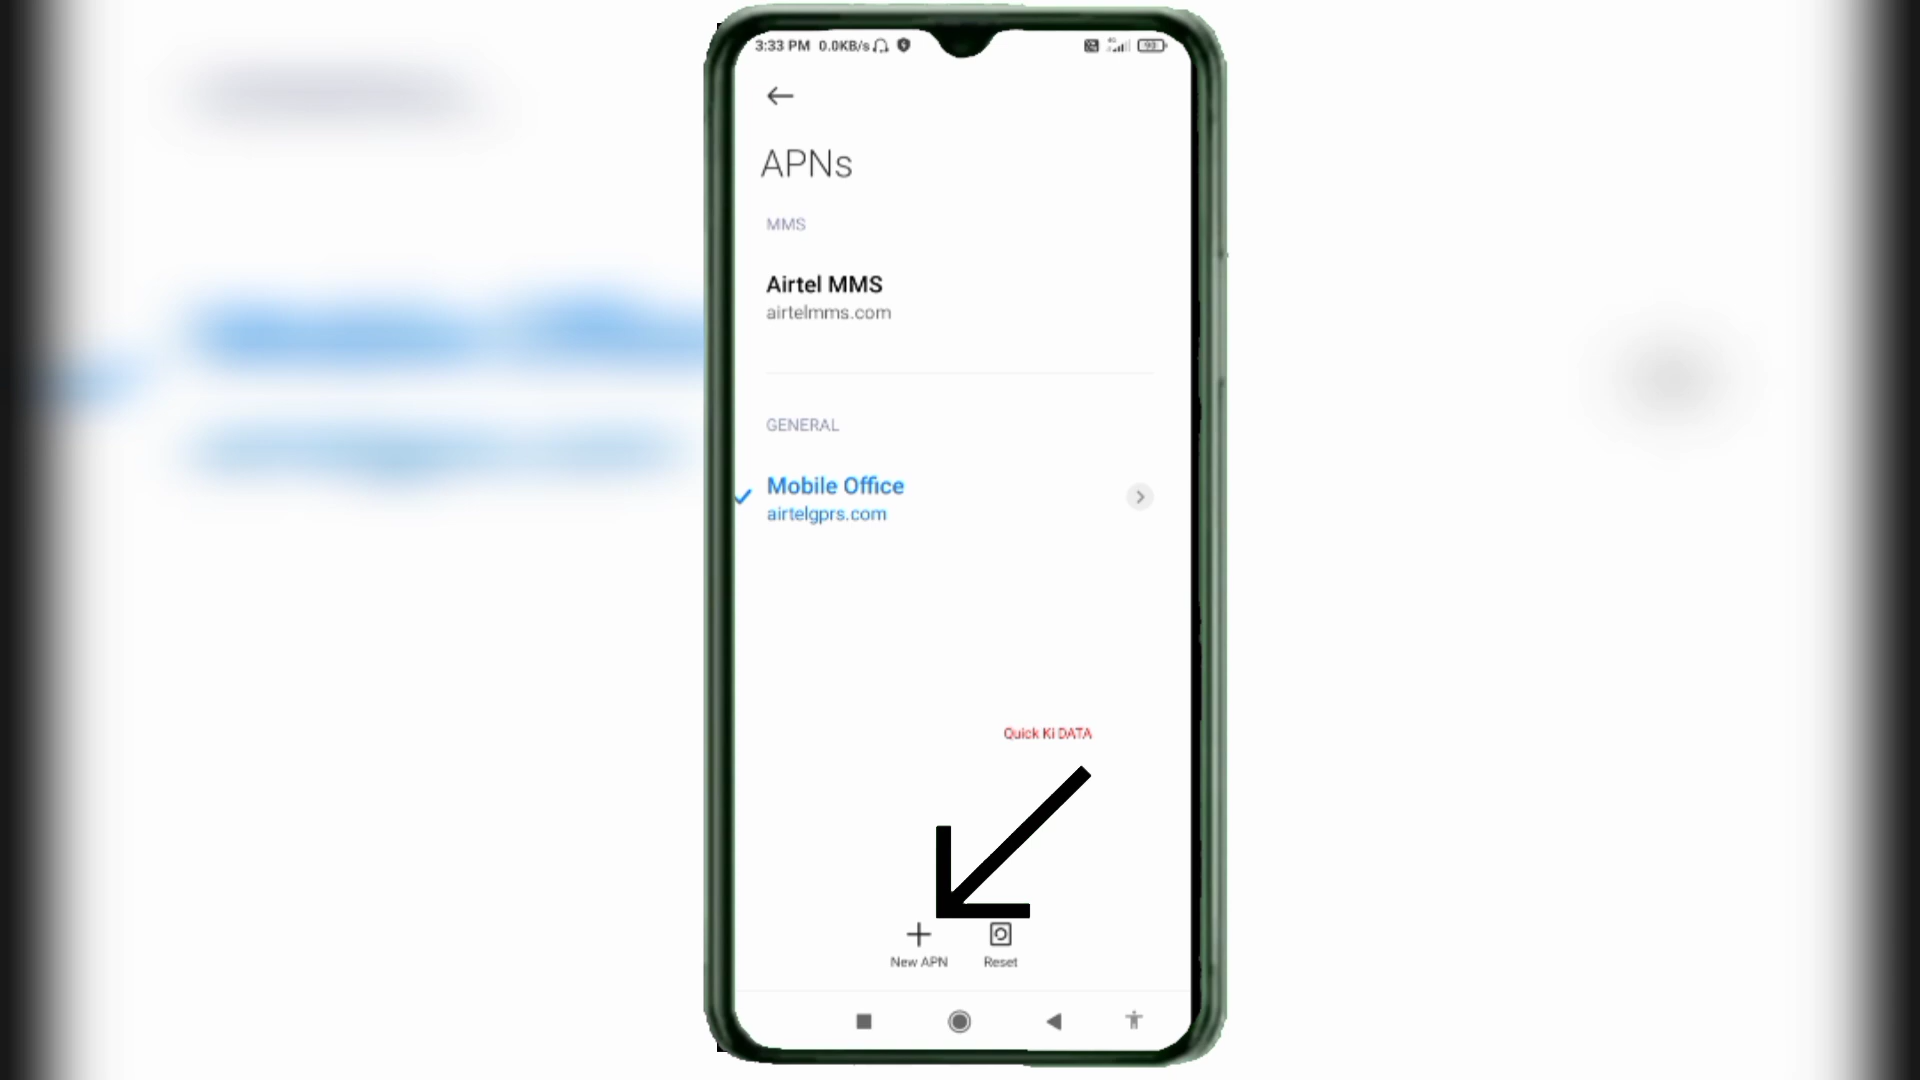 3:33 PM 0.0KB/s
APNs
MMS
Airtel MMS
airtelmms.com
GENERAL
Mobile Office
airtelgprs.com
Quick Ki DATA
New APN Reset